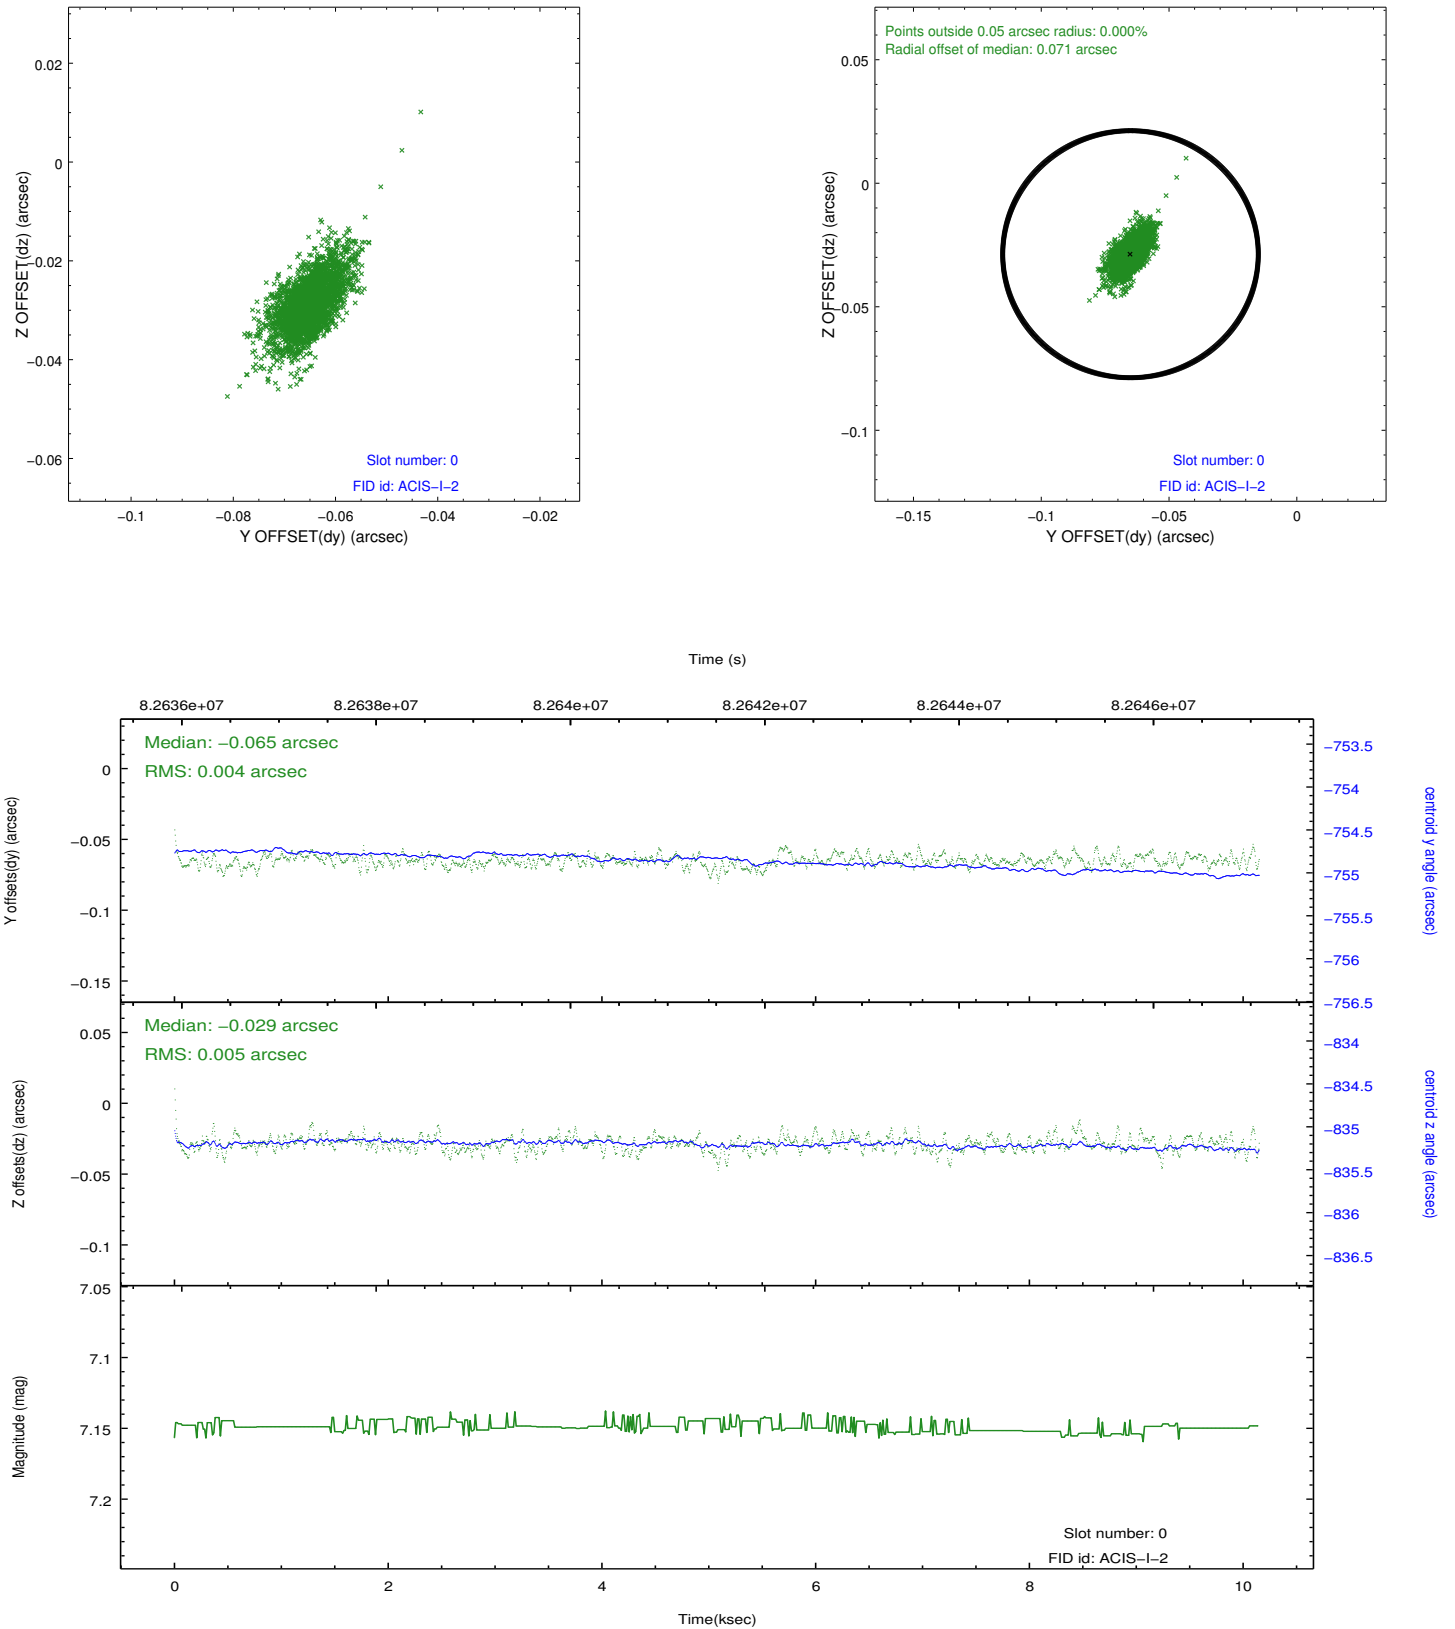 0.02
0
−0.02
−0.04
−0.06
Z OFFSET(dz) (arcsec)
Slot number: 0
FID id: ACIS−I−2
−0.1
−0.08
−0.06
−0.04
−0.02
Y OFFSET(dy) (arcsec)
Points outside 0.05 arcsec radius: 0.000%
Radial offset of median: 0.071 arcsec
0.05
0
−0.05
−0.1
Z OFFSET(dz) (arcsec)
Slot number: 0
FID id: ACIS−I−2
−0.15
−0.1
−0.05
0
Y OFFSET(dy) (arcsec)
Time (s)
8.2636e+07
8.2638e+07
8.264e+07
8.2642e+07
8.2644e+07
8.2646e+07
Median: −0.065 arcsec
RMS: 0.004 arcsec
0
−0.05
−0.1
−0.15
Y offsets(dy) (arcsec)
−753.5
−754
−754.5
−755
−755.5
−756
−756.5
centroid y angle (arcsec)
Median: −0.029 arcsec
RMS: 0.005 arcsec
0.05
0
−0.05
−0.1
Z offsets(dz) (arcsec)
−834
−834.5
−835
−835.5
−836
−836.5
centroid z angle (arcsec)
7.05
7.1
7.15
7.2
Magnitude (mag)
Slot number: 0
FID id: ACIS−I−2
0
2
4
6
8
10
Time(ksec)